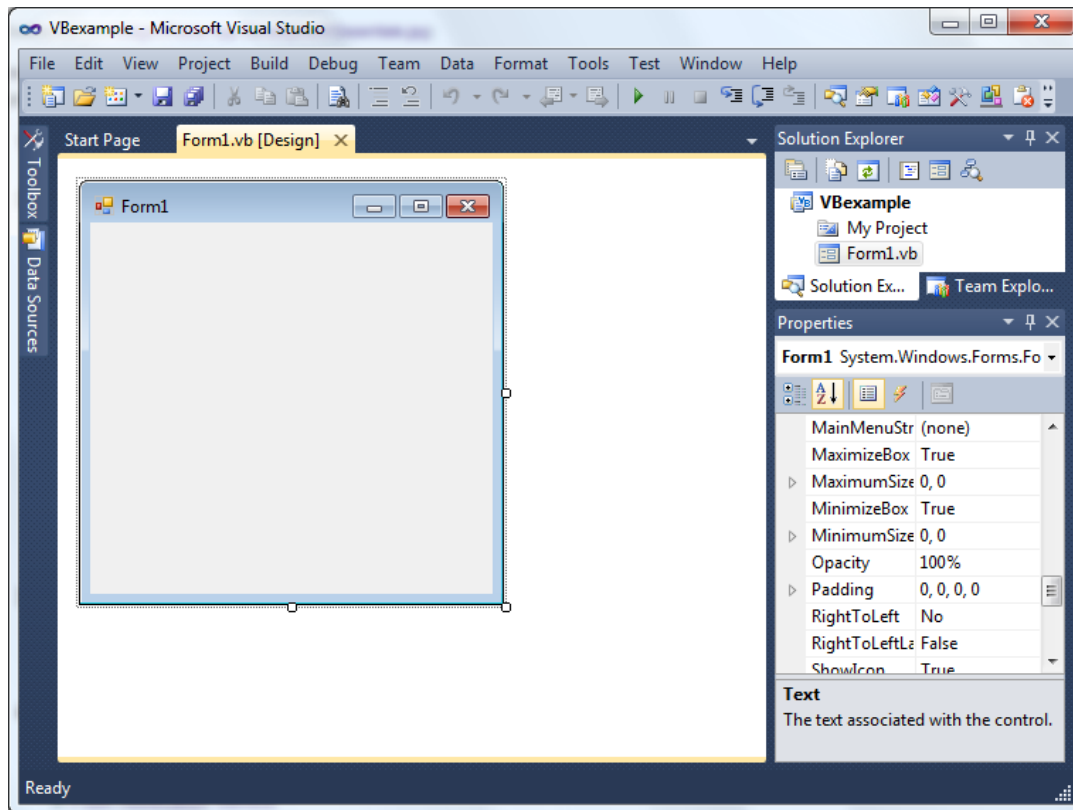 VBexample - Microsoft Visual Studio
File Edit View Project Build Debug Team Data Format Tools Test Window Help
Toolbox
Data Sources
Start Page Form1.vb [Design]
Form1
Solution Explorer
VBexample
My Project
Form1.vb
Solution Ex... Team Explo...
Properties
Form1 System.Windows.Forms.Fo
MainMenuStr (none)
MaximizeBox True
MaximumSize 0, 0
MinimizeBox True
MinimumSize 0, 0
Opacity 100%
Padding 0, 0, 0, 0
RightToLeft No
RightToLeftLa False
ShowIcon True
Text
The text associated with the control.
Ready